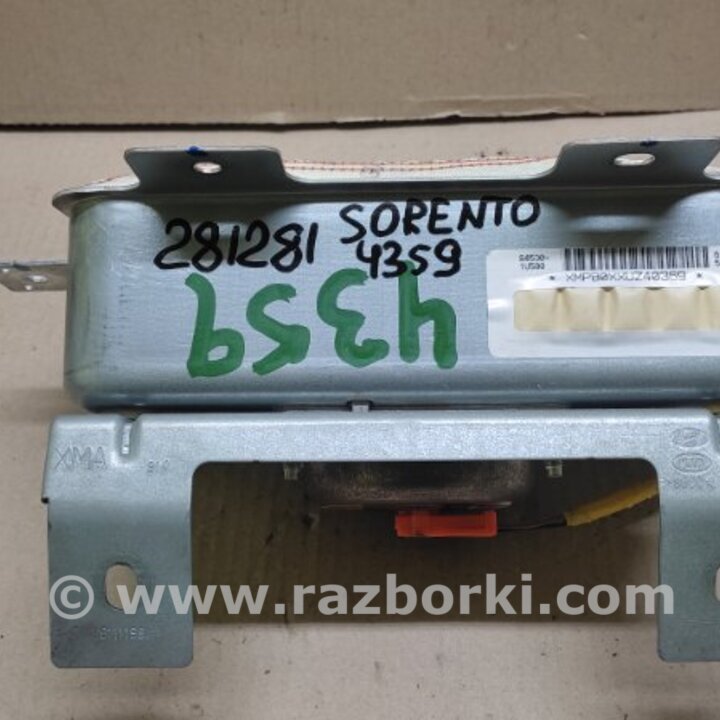 281281 SORENTO
4359
4359
* XMPB0XXUZ40359 *
XMA
© www.razborki.com